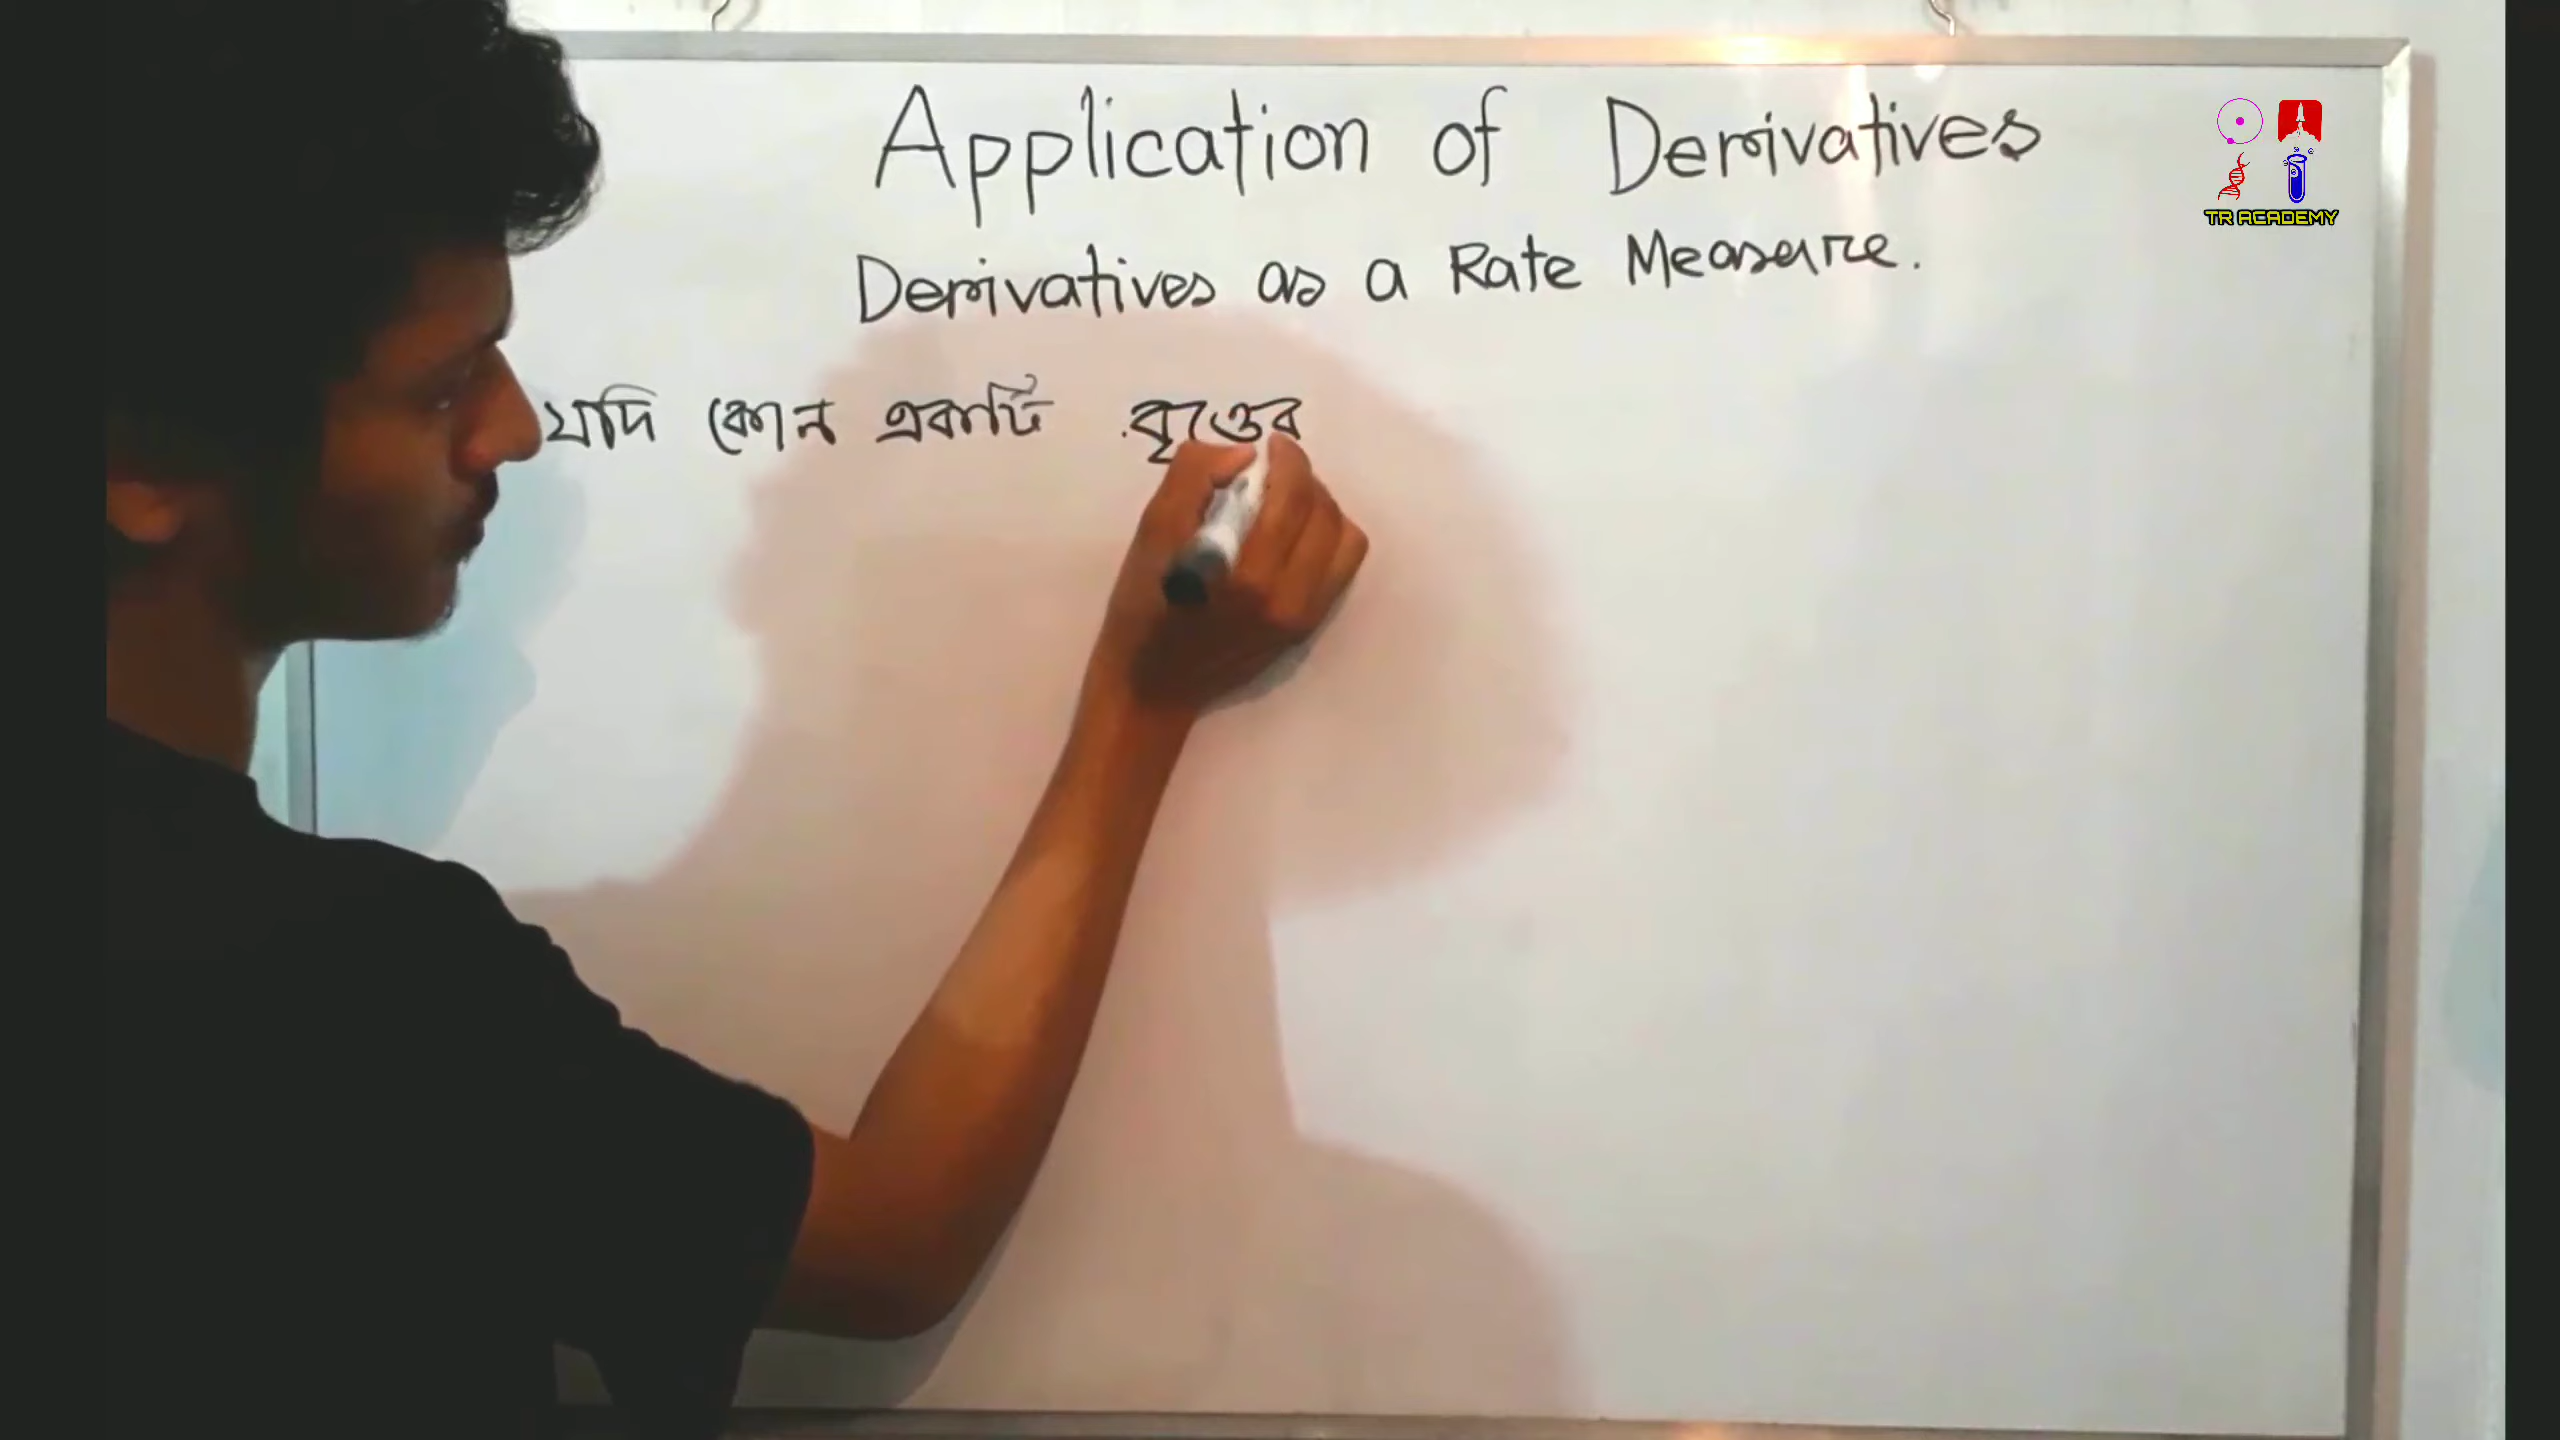 Application of Derivatives
TR ACADEMY
Derivatives as a Rate Measure.
যদি কোন একটি বৃত্তের